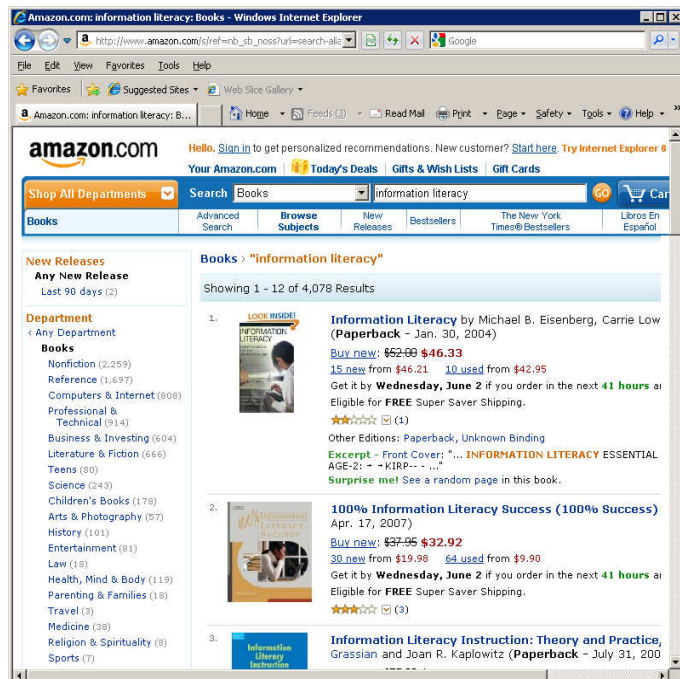 Amazon.com: information literacy: Books - Windows Internet Explorer
http://www.amazon.com/s/ref=nb_sb_noss?url=search-alia
Google
File Edit View Favorites Tools Help
Favorites Suggested Sites Web Slice Gallery
Amazon.com: information literacy: B...
Home Feeds (J) Read Mail Print Page Safety Tools Help »
amazon.com
Hello. Sign in to get personalized recommendations. New customer? Start here. Try Internet Explorer 8
Your Amazon.com Today's Deals Gifts & Wish Lists Gift Cards
Shop All Departments Search Books information literacy GO Car
Books
Advanced Search
Browse Subjects
New Releases
Bestsellers
The New York Times® Bestsellers
Libros En Español
New Releases
Any New Release
Last 90 days (2)
Department
‹ Any Department
Books
Nonfiction (2,259)
Reference (1,697)
Computers & Internet (808)
Professional &
Technical (914)
Business & Investing (604)
Literature & Fiction (666)
Teens (80)
Science (243)
Children's Books (178)
Arts & Photography (57)
History (101)
Entertainment (81)
Law (18)
Health, Mind & Body (119)
Parenting & Families (18)
Travel (3)
Medicine (38)
Religion & Spirituality (8)
Sports (7)
Books › "information literacy"
Showing 1 - 12 of 4,078 Results
1.
LOOK INSIDE!
INFORMATION
LITERACY
Information Literacy by Michael B. Eisenberg, Carrie Low
(Paperback - Jan. 30, 2004)
Buy new: $52.00 $46.33
15 new from $46.21 10 used from $42.95
Get it by Wednesday, June 2 if you order in the next 41 hours a
Eligible for FREE Super Saver Shipping.
(1)
Other Editions: Paperback, Unknown Binding
Excerpt - Front Cover: "... INFORMATION LITERACY ESSENTIAL
AGE-2: → →KIRP-- - ..."
Surprise me! See a random page in this book.
2.
100% Information
LITERACY
SUCCESS
100% Information Literacy Success (100% Success)
Apr. 17, 2007)
Buy new: $37.95 $32.92
30 new from $19.98 64 used from $9.90
Get it by Wednesday, June 2 if you order in the next 41 hours a
Eligible for FREE Super Saver Shipping.
(3)
3.
Information
Literacy
Instruction
Information Literacy Instruction: Theory and Practice,
Grassian and Joan R. Kaplowitz (Paperback - July 31, 200